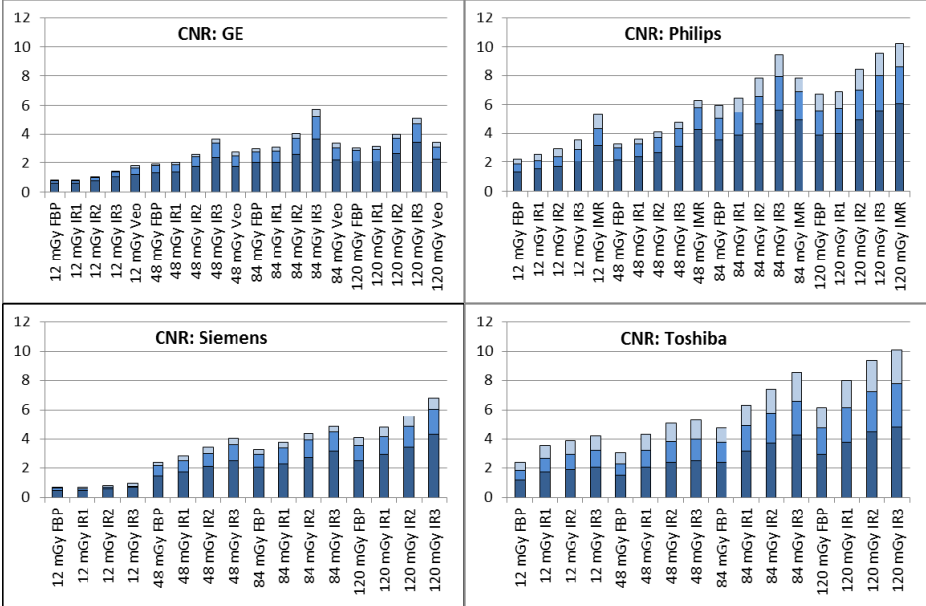 CNR: GE
12
10
8
6
4
2
0
12 mGy FBP
12 mGy IR1
12 mGy IR2
12 mGy IR3
12 mGy Veo
48 mGy FBP
48 mGy IR1
48 mGy IR2
48 mGy IR3
48 mGy Veo
84 mGy FBP
84 mGy IR1
84 mGy IR2
84 mGy IR3
84 mGy Veo
120 mGy FBP
120 mGy IR1
120 mGy IR2
120 mGy IR3
120 mGy Veo
CNR: Philips
12
10
8
6
4
2
0
12 mGy FBP
12 mGy IR1
12 mGy IR2
12 mGy IR3
12 mGy IMR
48 mGy FBP
48 mGy IR1
48 mGy IR2
48 mGy IR3
48 mGy IMR
84 mGy FBP
84 mGy IR1
84 mGy IR2
84 mGy IR3
84 mGy IMR
120 mGy FBP
120 mGy IR1
120 mGy IR2
120 mGy IR3
120 mGy IMR
CNR: Siemens
12
10
8
6
4
2
0
12 mGy FBP
12 mGy IR1
12 mGy IR2
12 mGy IR3
48 mGy FBP
48 mGy IR1
48 mGy IR2
48 mGy IR3
84 mGy FBP
84 mGy IR1
84 mGy IR2
84 mGy IR3
120 mGy FBP
120 mGy IR1
120 mGy IR2
120 mGy IR3
CNR: Toshiba
12
10
8
6
4
2
0
12 mGy FBP
12 mGy IR1
12 mGy IR2
12 mGy IR3
48 mGy FBP
48 mGy IR1
48 mGy IR2
48 mGy IR3
84 mGy FBP
84 mGy IR1
84 mGy IR2
84 mGy IR3
120 mGy FBP
120 mGy IR1
120 mGy IR2
120 mGy IR3